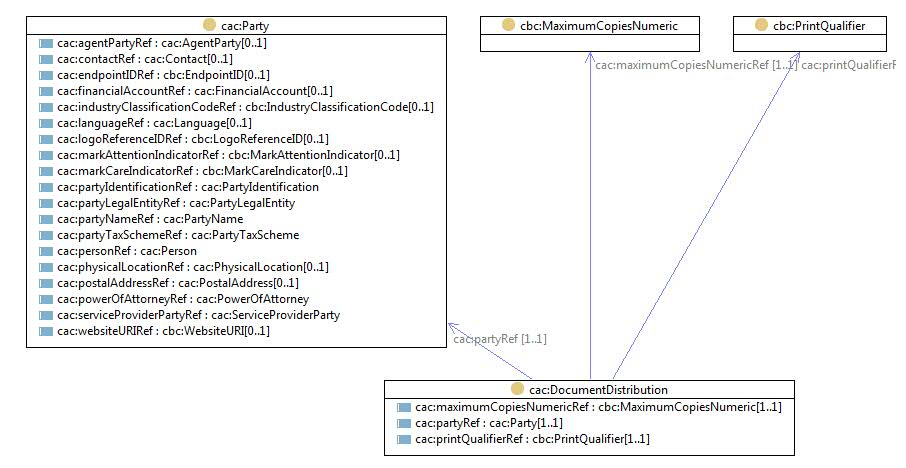 cac:Party
cac:agentPartyRef : cac:AgentParty[0..1]
cac:contactRef : cac:Contact[0..1]
cac:endpointIDRef : cbc:EndpointID[0..1]
cac:financialAccountRef : cac:FinancialAccount[0..1]
cac:industryClassificationCodeRef : cbc:IndustryClassificationCode[0..1]
cac:languageRef : cac:Language[0..1]
cac:logoReferenceIDRef : cbc:LogoReferenceID[0..1]
cac:markAttentionIndicatorRef : cbc:MarkAttentionIndicator[0..1]
cac:markCareIndicatorRef : cbc:MarkCareIndicator[0..1]
cac:partyIdentificationRef : cac:PartyIdentification
cac:partyLegalEntityRef : cac:PartyLegalEntity
cac:partyNameRef : cac:PartyName
cac:partyTaxSchemeRef : cac:PartyTaxScheme
cac:personRef : cac:Person
cac:physicalLocationRef : cac:PhysicalLocation[0..1]
cac:postalAddressRef : cac:PostalAddress[0..1]
cac:powerOfAttorneyRef : cac:PowerOfAttorney
cac:serviceProviderPartyRef : cac:ServiceProviderParty
cac:websiteURIRef : cbc:WebsiteURI[0..1]
cbc:MaximumCopiesNumeric
cbc:PrintQualifier
cac:maximumCopiesNumericRef [1..1]
cac:printQualifierR
cac:partyRef [1..1]
cac:DocumentDistribution
cac:maximumCopiesNumericRef : cbc:MaximumCopiesNumeric[1..1]
cac:partyRef : cac:Party[1..1]
cac:printQualifierRef : cbc:PrintQualifier[1..1]